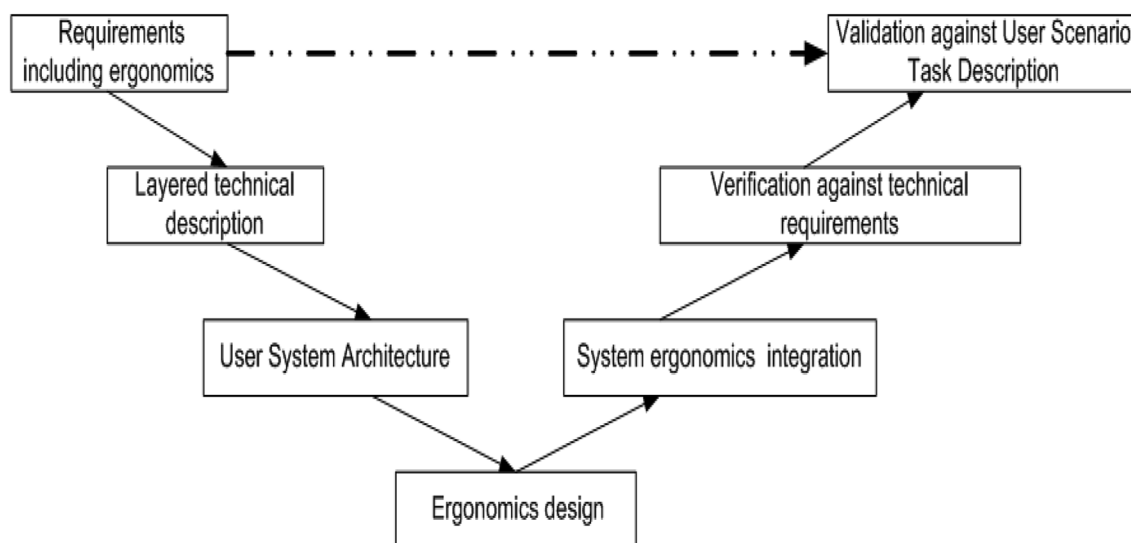 Requirements
including ergonomics
Validation against User Scenario
Task Description
Layered technical
description
Verification against technical
requirements
User System Architecture
System ergonomics integration
Ergonomics design